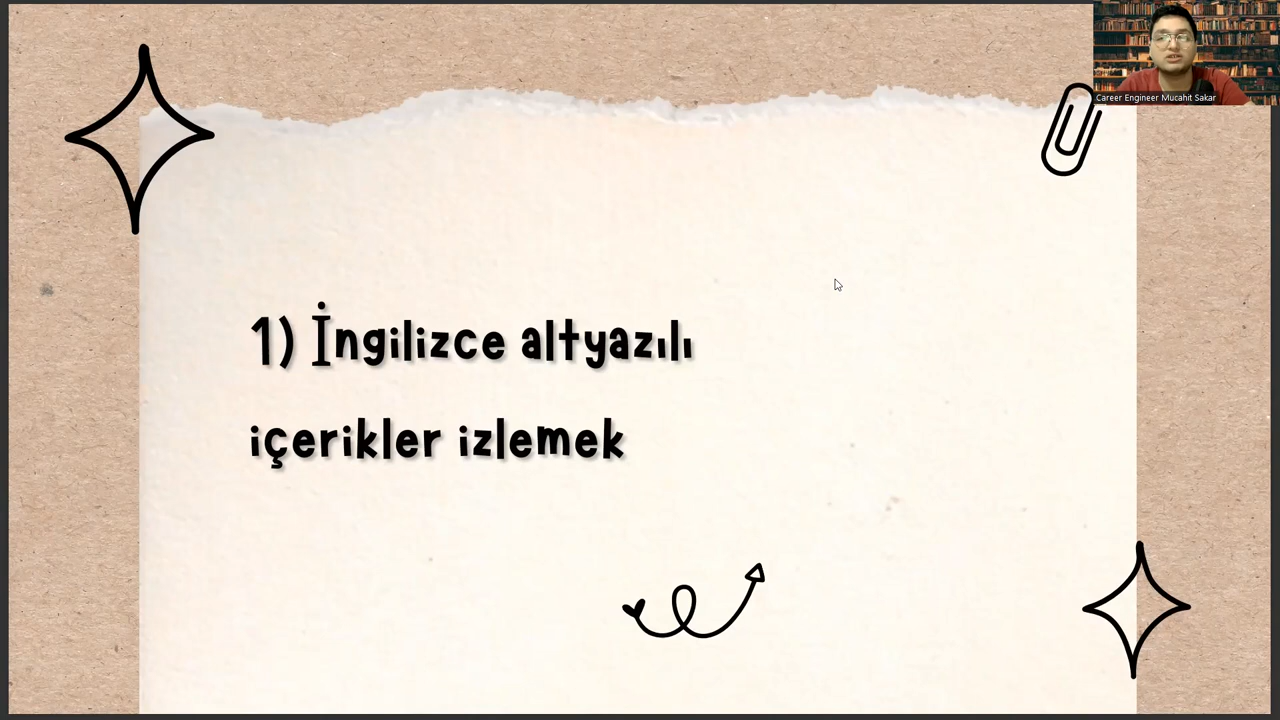 Career Engineer Mucahit Sakar
1) İngilizce altyazılı
içerikler izlemek